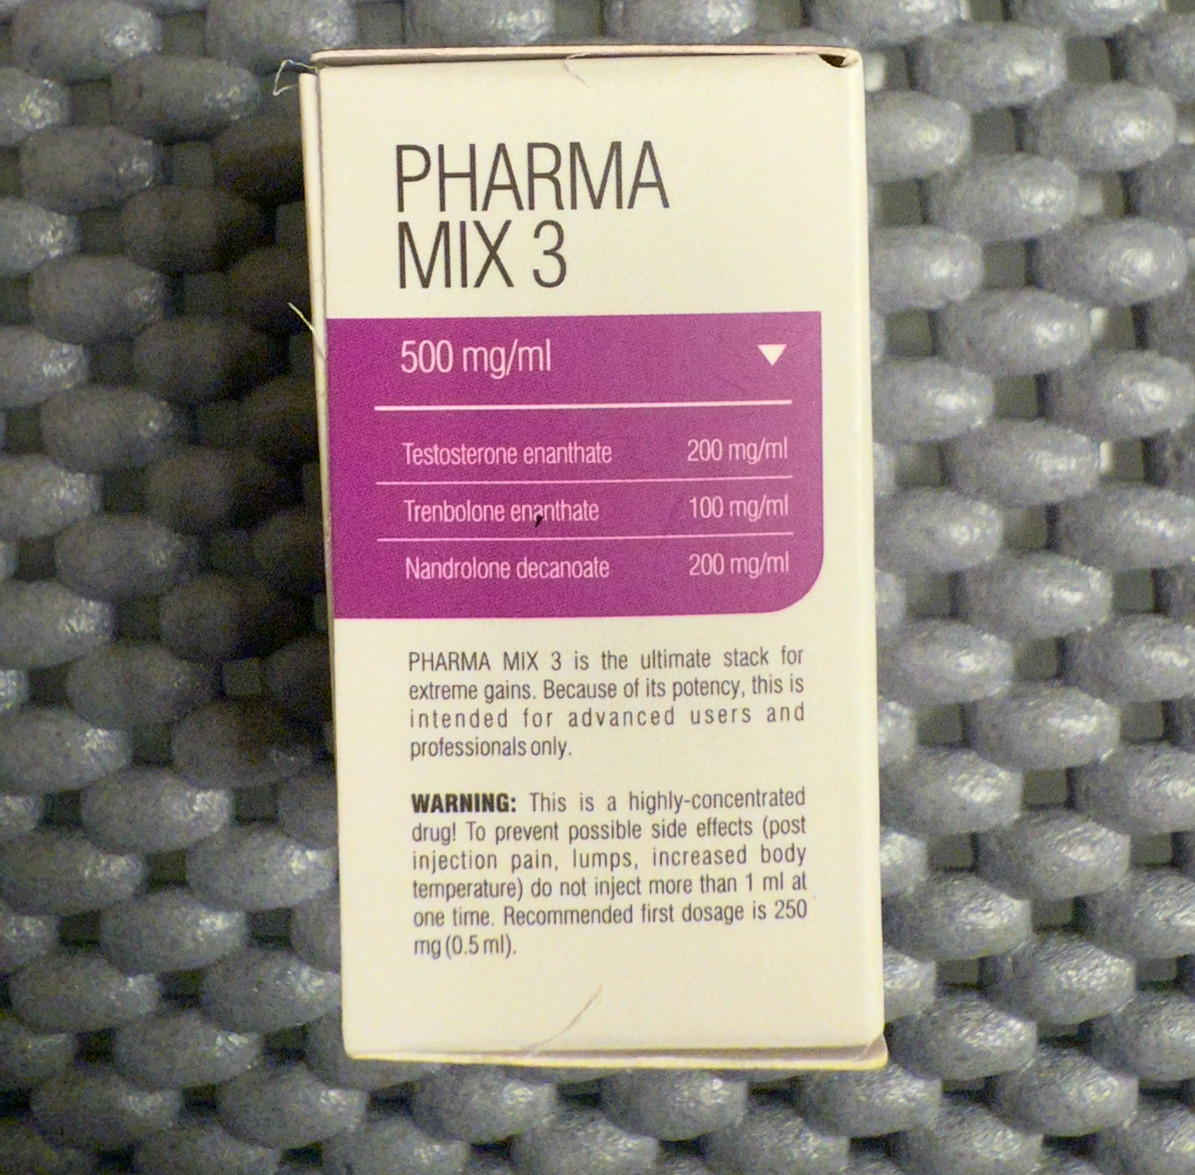 PHARMA
MIX 3
500 mg/ml
Testosterone enanthate 200 mg/ml
Trenbolone enanthate 100 mg/ml
Nandrolone decanoate 200 mg/ml
PHARMA MIX 3 is the ultimate stack for
extreme gains. Because of its potency, this is
intended for advanced users and
professionals only.
WARNING: This is a highly-concentrated
drug! To prevent possible side effects (post
injection pain, lumps, increased body
temperature) do not inject more than 1 ml at
one time. Recommended first dosage is 250
mg (0.5 ml).